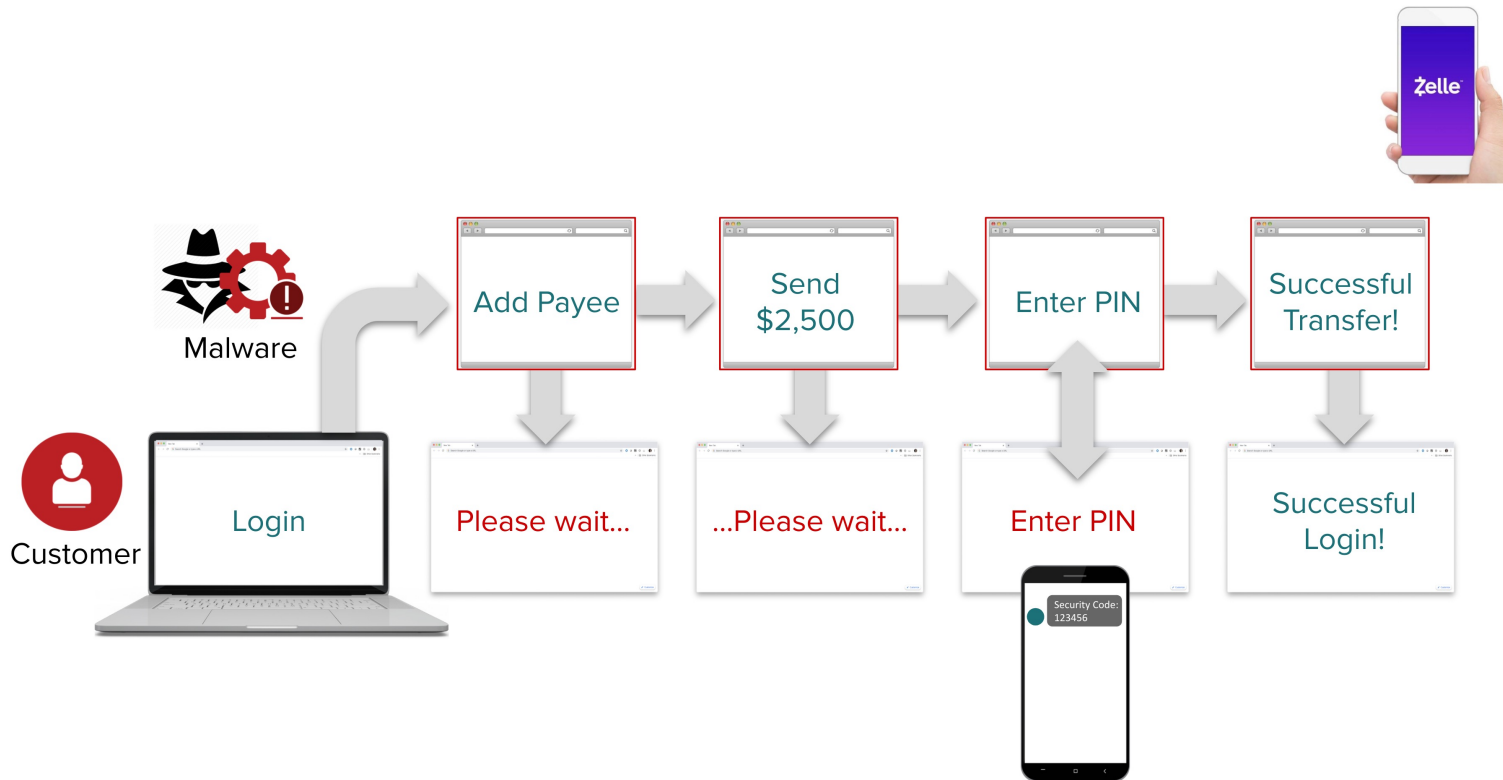 Zelle
Add Payee
Send
$2,500
Enter PIN
Successful
Transfer!
Malware
Customer
Login
Please wait...
...Please wait...
Enter PIN
Successful
Login!
Security Code:
123456